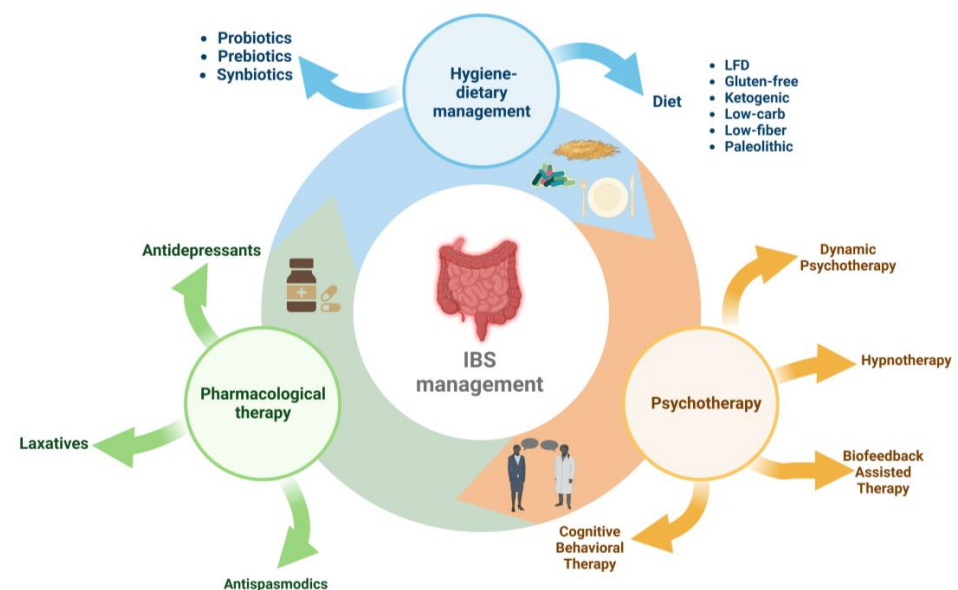 • Probiotics
• Prebiotics
• Synbiotics
Hygiene-
dietary
management
Diet
• LFD
• Gluten-free
• Ketogenic
• Low-carb
• Low-fiber
• Paleolithic
Antidepressants
Dynamic
Psychotherapy
IBS
management
Hypnotherapy
Pharmacological
therapy
Psychotherapy
Laxatives
Biofeedback
Assisted
Therapy
Cognitive
Behavioral
Therapy
Antispasmodics